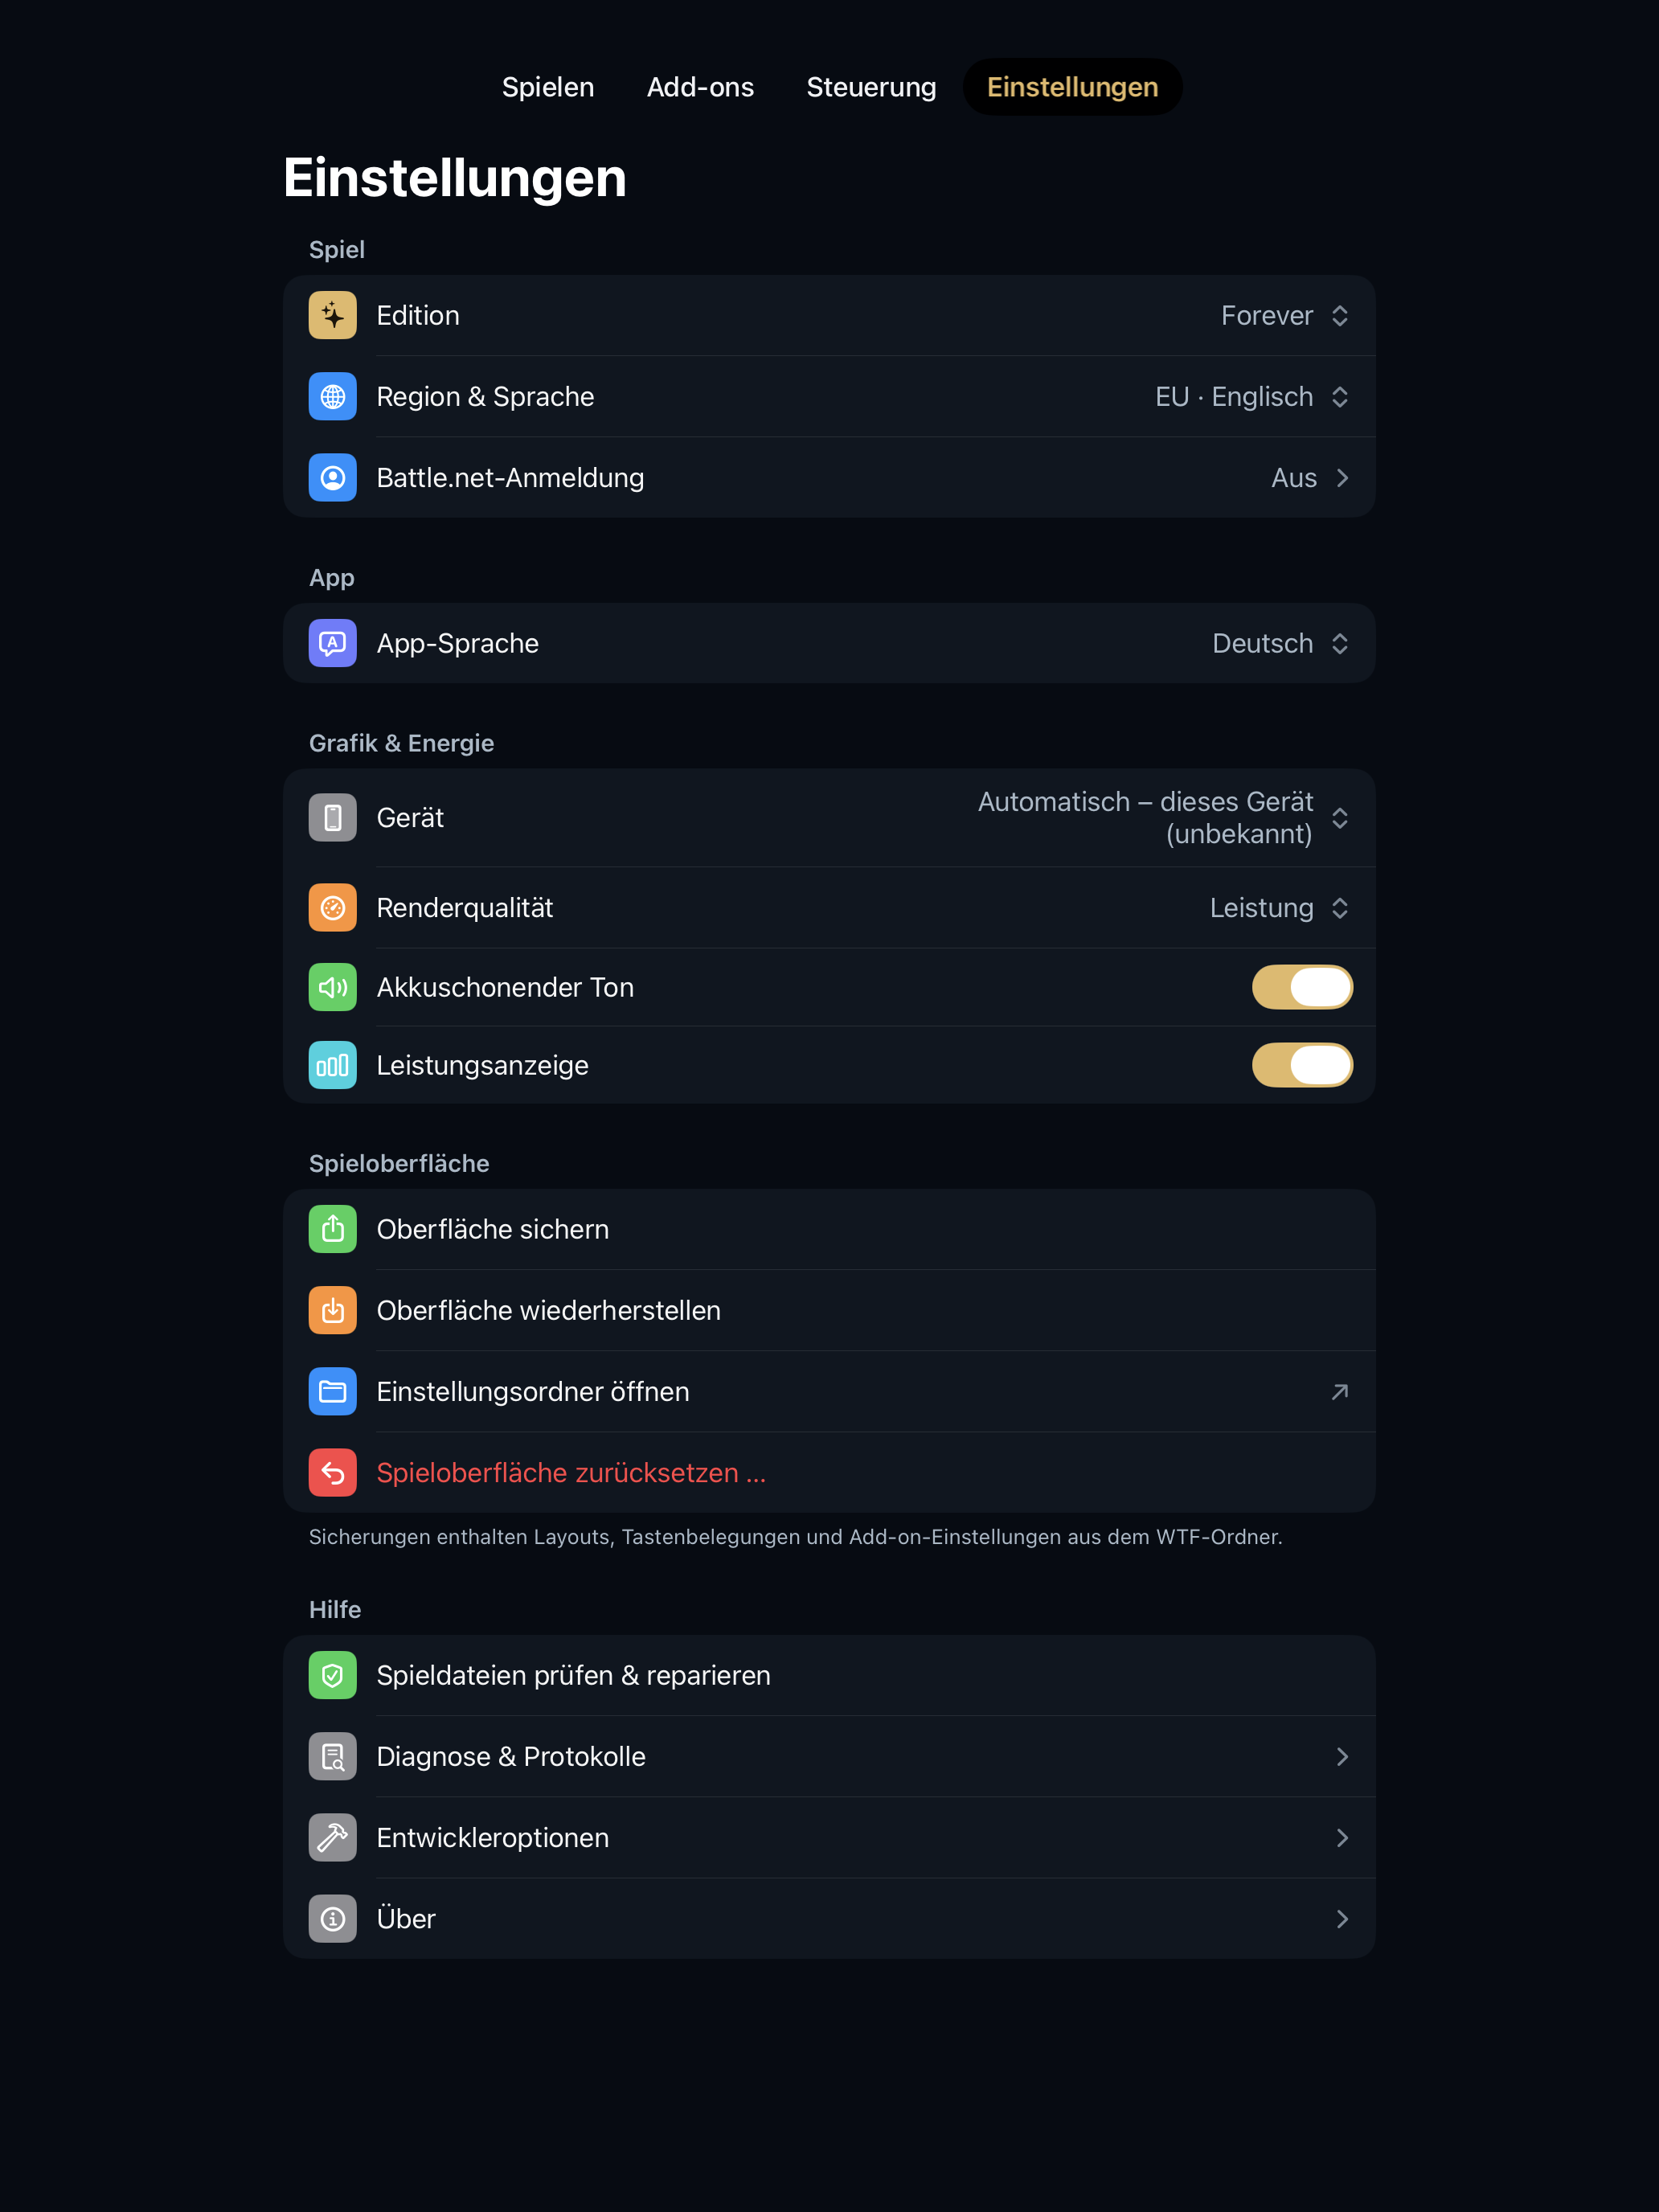 Spielen Add-ons Steuerung Einstellungen
Einstellungen
Spiel
Edition Forever
Region & Sprache EU · Englisch
Battle.net-Anmeldung Aus
App
App-Sprache Deutsch
Grafik & Energie
Gerät Automatisch – dieses Gerät
(unbekannt)
Renderqualität Leistung
Akkuschonender Ton
Leistungsanzeige
Spieloberfläche
Oberfläche sichern
Oberfläche wiederherstellen
Einstellungsordner öffnen
Spieloberfläche zurücksetzen ...
Sicherungen enthalten Layouts, Tastenbelegungen und Add-on-Einstellungen aus dem WTF-Ordner.
Hilfe
Spieldateien prüfen & reparieren
Diagnose & Protokolle
Entwickleroptionen
Über